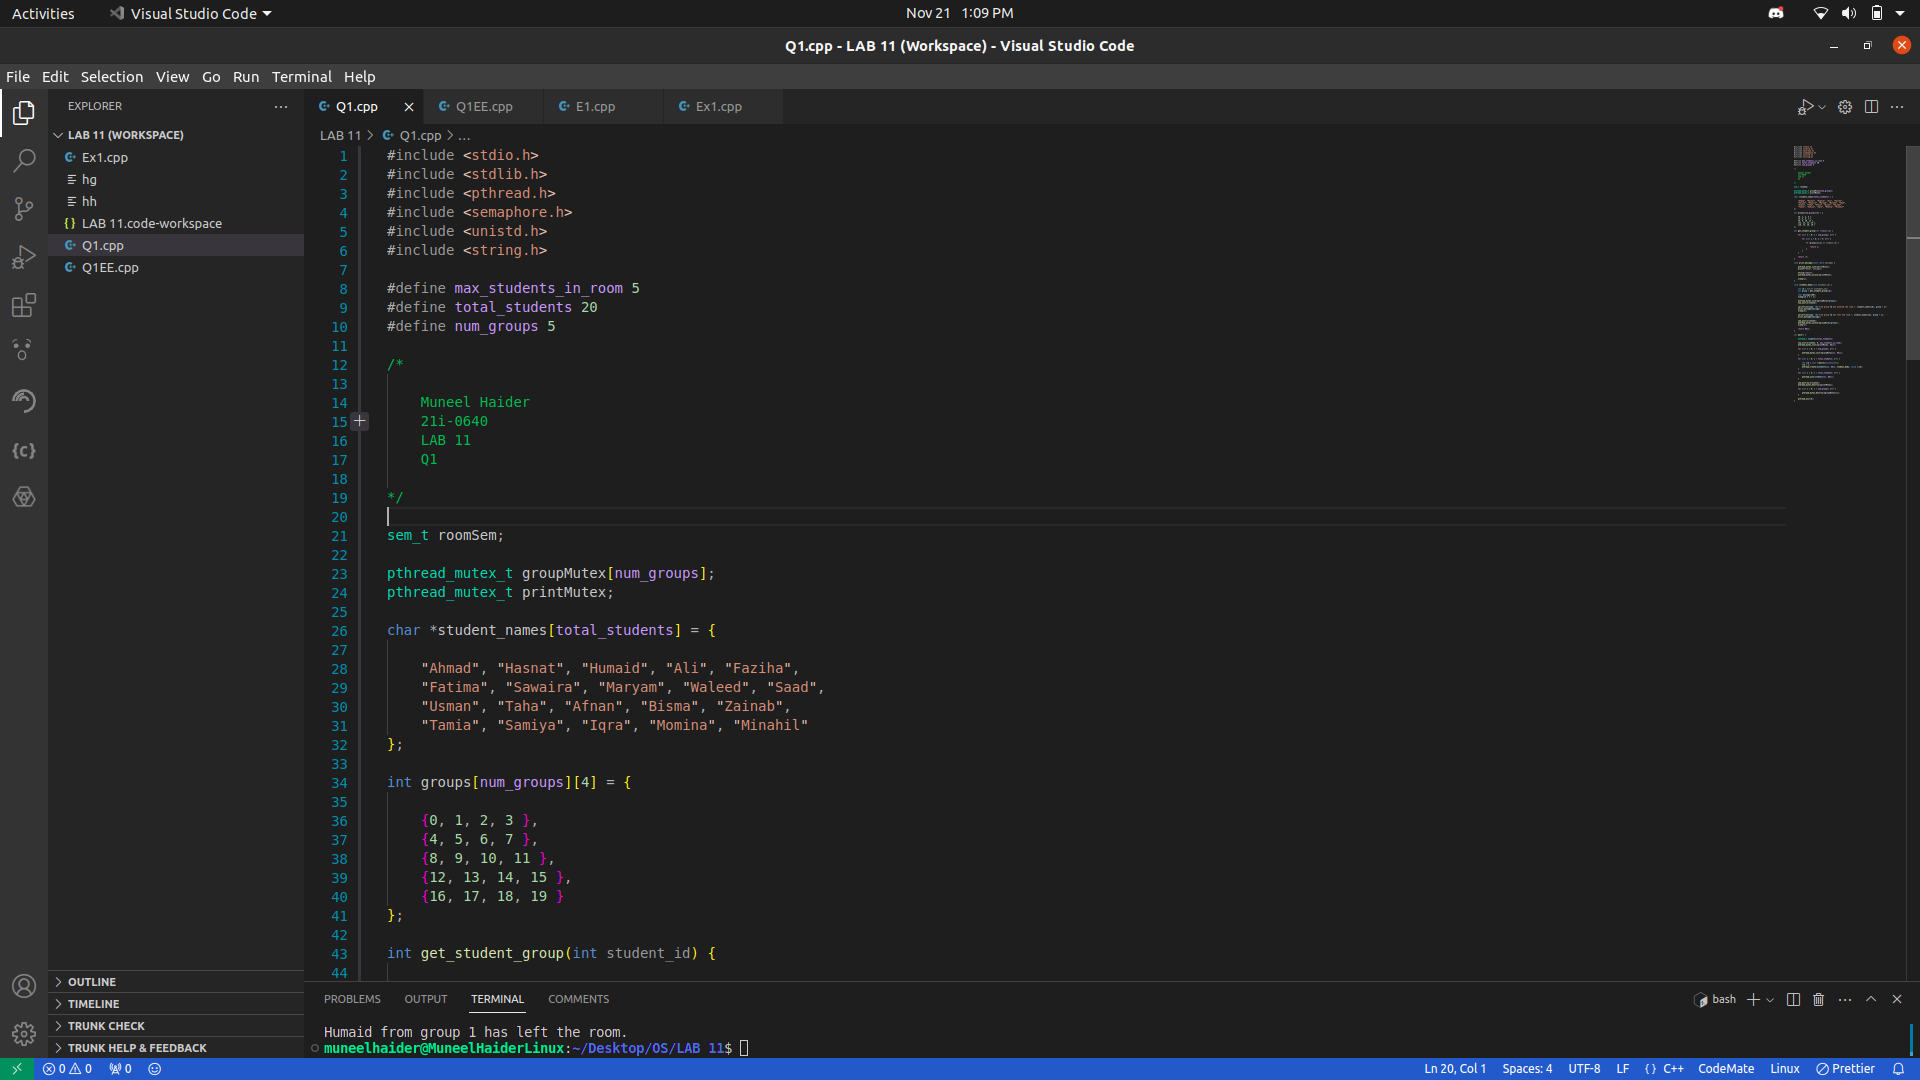 Activities Visual Studio Code Nov 21 1:09 PM
Q1.cpp - LAB 11 (Workspace) - Visual Studio Code
File Edit Selection View Go Run Terminal Help
EXPLORER
LAB 11 (WORKSPACE)
Ex1.cpp
hg
hh
LAB 11.code-workspace
Q1.cpp
Q1EE.cpp
OUTLINE
TIMELINE
TRUNK CHECK
TRUNK HELP & FEEDBACK
Q1.cpp Q1EE.cpp E1.cpp Ex1.cpp
LAB 11 > Q1.cpp > ...
1 #include <stdio.h>
2 #include <stdlib.h>
3 #include <pthread.h>
4 #include <semaphore.h>
5 #include <unistd.h>
6 #include <string.h>
7
8 #define max_students_in_room 5
9 #define total_students 20
10 #define num_groups 5
11
12 /*
13
14 Muneel Haider
15 21i-0640
16 LAB 11
17 Q1
18
19 */
20
21 sem_t roomSem;
22
23 pthread_mutex_t groupMutex[num_groups];
24 pthread_mutex_t printMutex;
25
26 char *student_names[total_students] = {
27
28 "Ahmad", "Hasnat", "Humaid", "Ali", "Faziha",
29 "Fatima", "Sawaira", "Maryam", "Waleed", "Saad",
30 "Usman", "Taha", "Afnan", "Bisma", "Zainab",
31 "Tamia", "Samiya", "Iqra", "Momina", "Minahil"
32 };
33
34 int groups[num_groups][4] = {
35
36 {0, 1, 2, 3 },
37 {4, 5, 6, 7 },
38 {8, 9, 10, 11 },
39 {12, 13, 14, 15 },
40 {16, 17, 18, 19 }
41 };
42
43 int get_student_group(int student_id) {
44
PROBLEMS OUTPUT TERMINAL COMMENTS bash
Humaid from group 1 has left the room.
muneelhaider@MuneelHaiderLinux:~/Desktop/OS/LAB 11$
0 0 0 Ln 20, Col 1 Spaces: 4 UTF-8 LF {} C++ CodeMate Linux Prettier